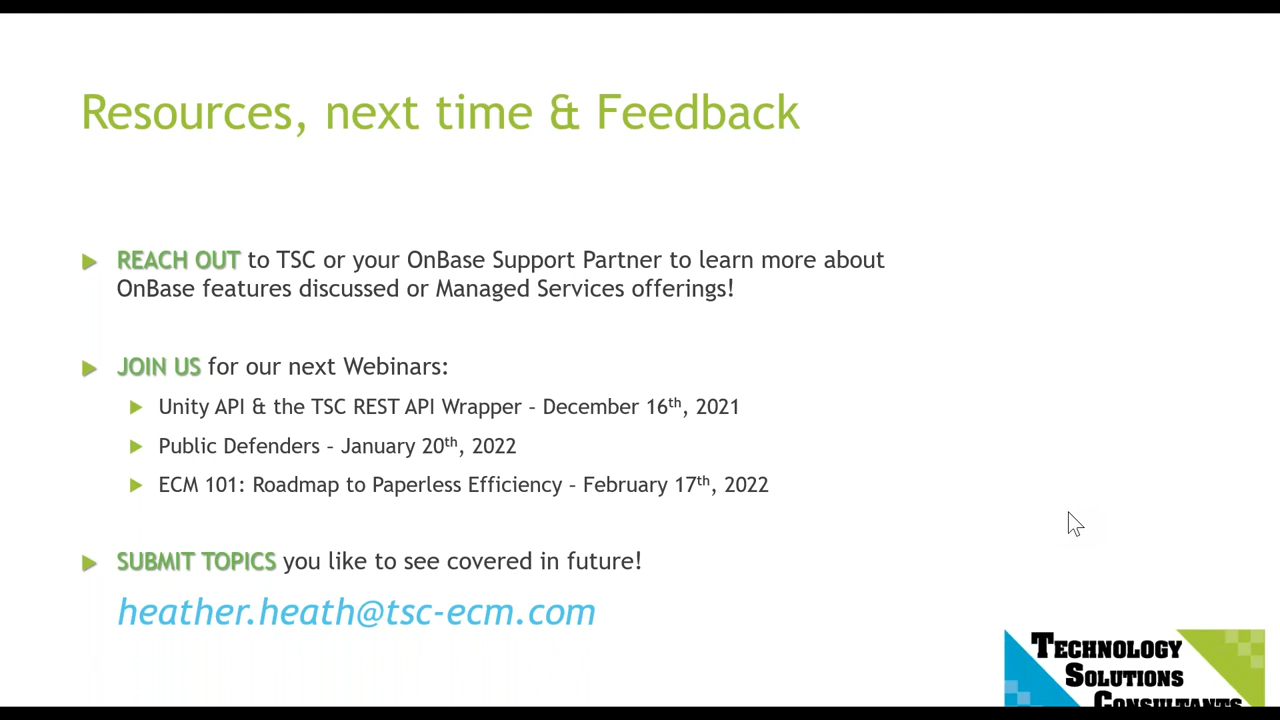 Resources, next time & Feedback
REACH OUT to TSC or your OnBase Support Partner to learn more about
OnBase features discussed or Managed Services offerings!
JOIN US for our next Webinars:
Unity API & the TSC REST API Wrapper – December 16th, 2021
Public Defenders – January 20th, 2022
ECM 101: Roadmap to Paperless Efficiency – February 17th, 2022
SUBMIT TOPICS you like to see covered in future!
heather.heath@tsc-ecm.com
TECHNOLOGY
SOLUTIONS
CONSULTANTS